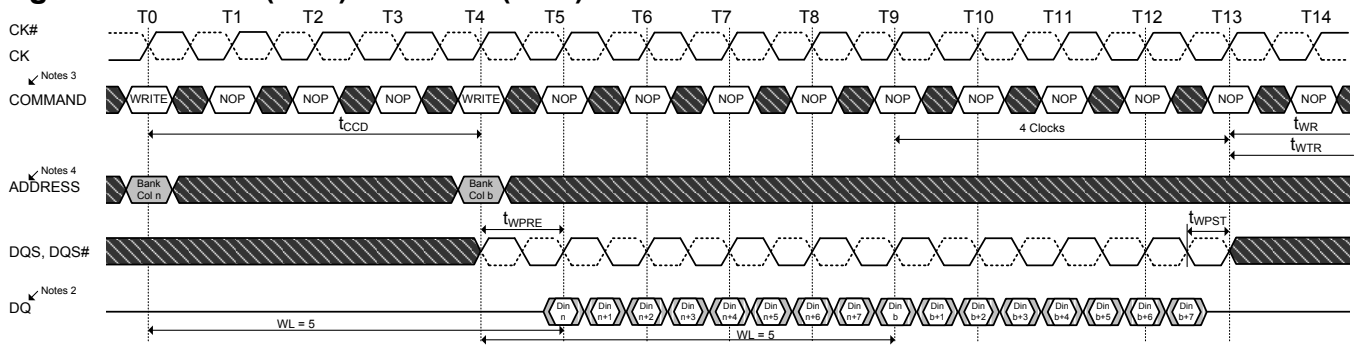 T0 T1 T2 T3 T4 T5 T6 T7 T8 T9 T10 T11 T12 T13 T14
CK#
CK
Notes 3
COMMAND WRITE NOP NOP NOP WRITE NOP NOP NOP NOP NOP NOP NOP NOP NOP NOP
tCCD 4 Clocks tWR
tWTR
Notes 4
ADDRESS Bank Col n Bank Col b
tWPRE tWPST
DQS, DQS#
Notes 2
DQ Din n Din n+1 Din n+2 Din n+3 Din n+4 Din n+5 Din n+6 Din n+7 Din b Din b+1 Din b+2 Din b+3 Din b+4 Din b+5 Din b+6 Din b+7
WL = 5 WL = 5